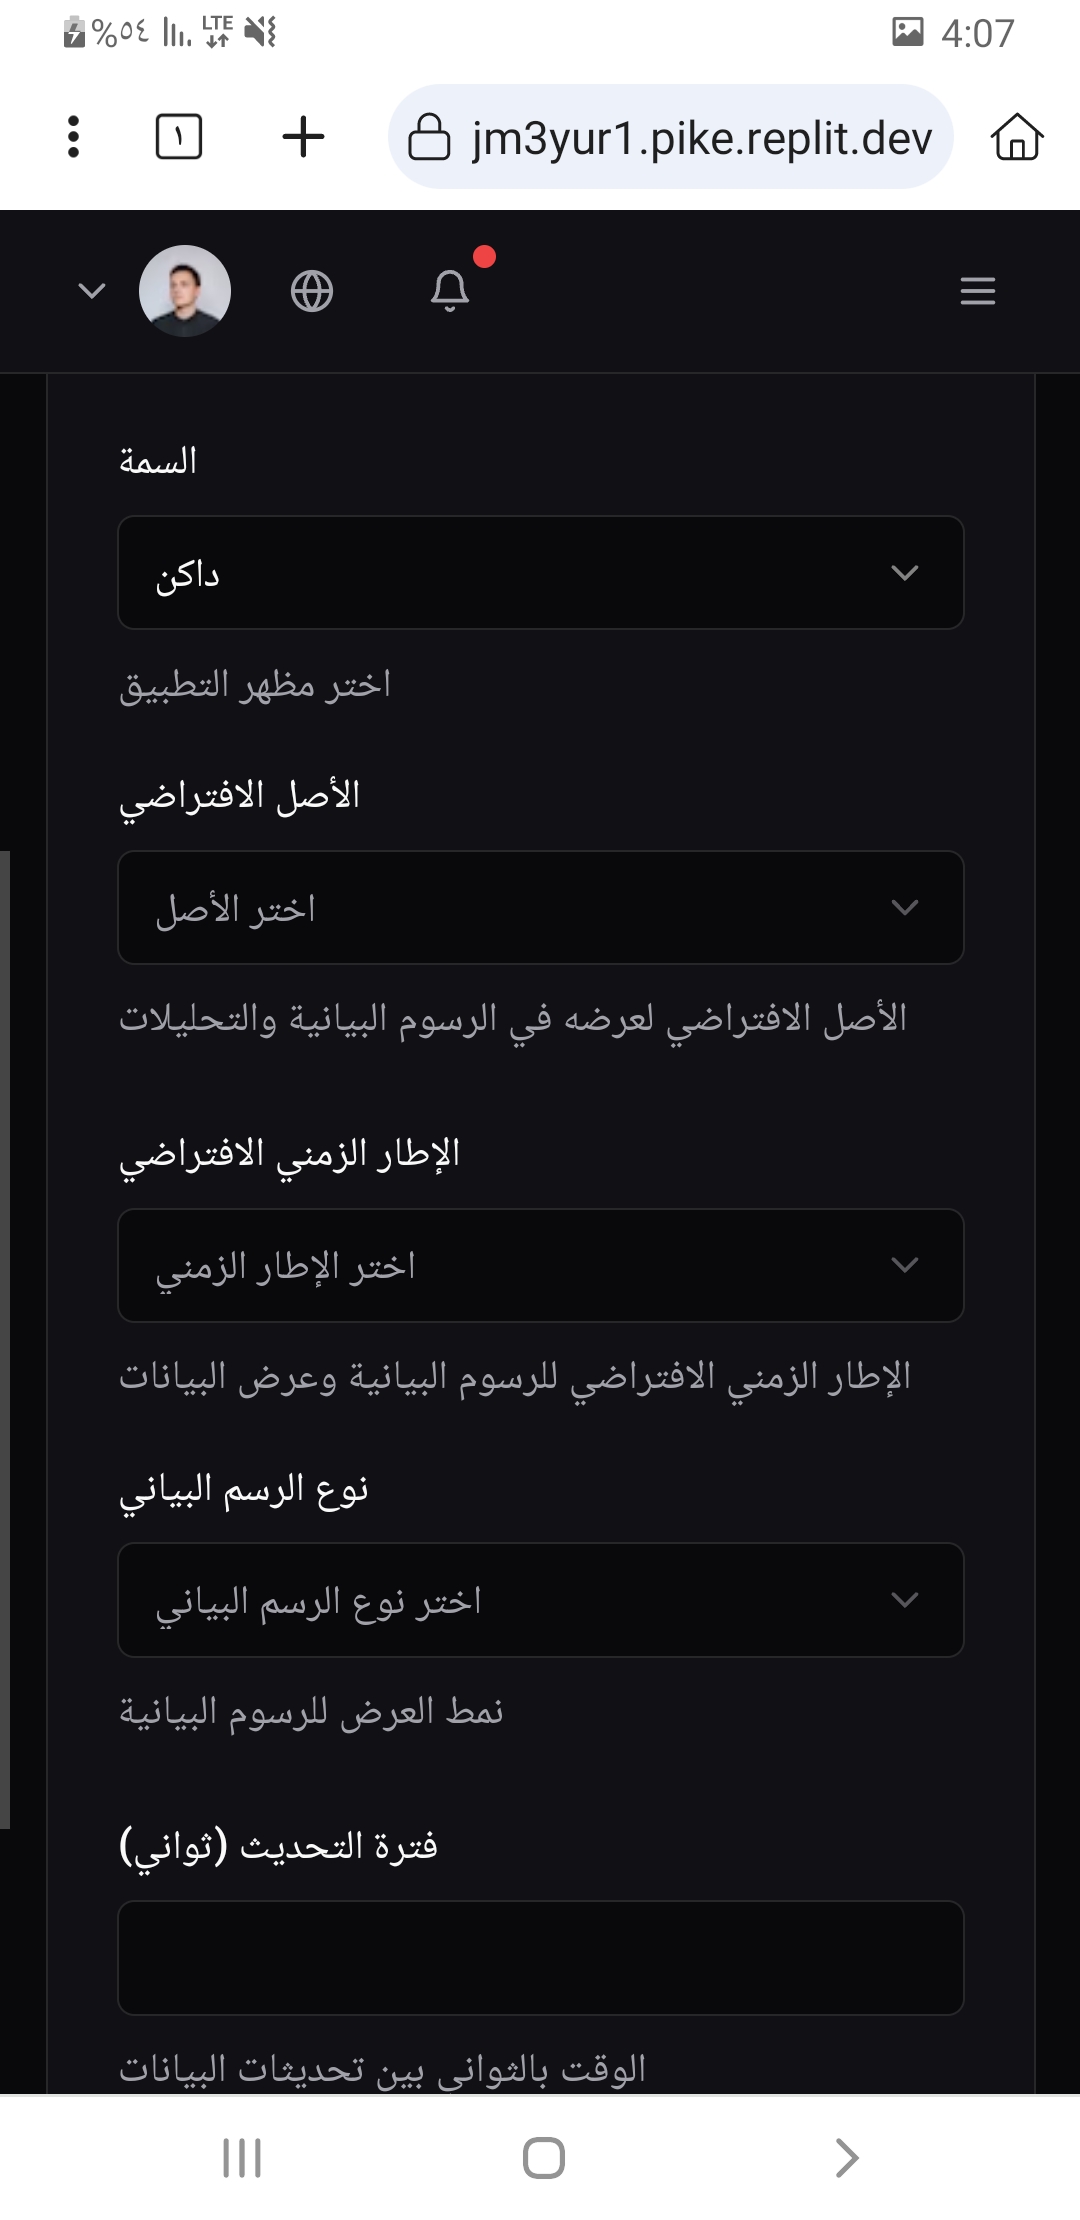 %٥٤ LTE 4:07
١ jm3yur1.pike.replit.dev
السمة
داكن
اختر مظهر التطبيق
الأصل الافتراضي
اختر الأصل
الأصل الافتراضي لعرضه في الرسوم البيانية والتحليلات
الإطار الزمني الافتراضي
اختر الإطار الزمني
الإطار الزمني الافتراضي للرسوم البيانية وعرض البيانات
نوع الرسم البياني
اختر نوع الرسم البياني
نمط العرض للرسوم البيانية
فترة التحديث (ثواني)
الوقت بالثواني بين تحديثات البيانات